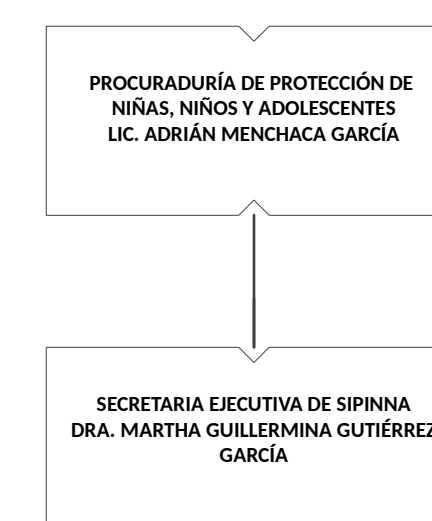 PROCURADURÍA DE PROTECCIÓN DE
NIÑAS, NIÑOS Y ADOLESCENTES
LIC. ADRIÁN MENCHACA GARCÍA
SECRETARIA EJECUTIVA DE SIPINNA
DRA. MARTHA GUILLERMINA GUTIÉRREZ
GARCÍA